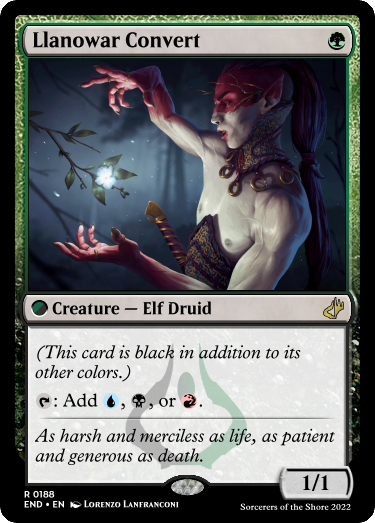 Llanowar Convert
Creature — Elf Druid
(This card is black in addition to its
other colors.)
: Add , , or .
As harsh and merciless as life, as patient
and generous as death.
1/1
R 0188
END • EN Lorenzo Lanfranconi
Sorcerers of the Shore 2022